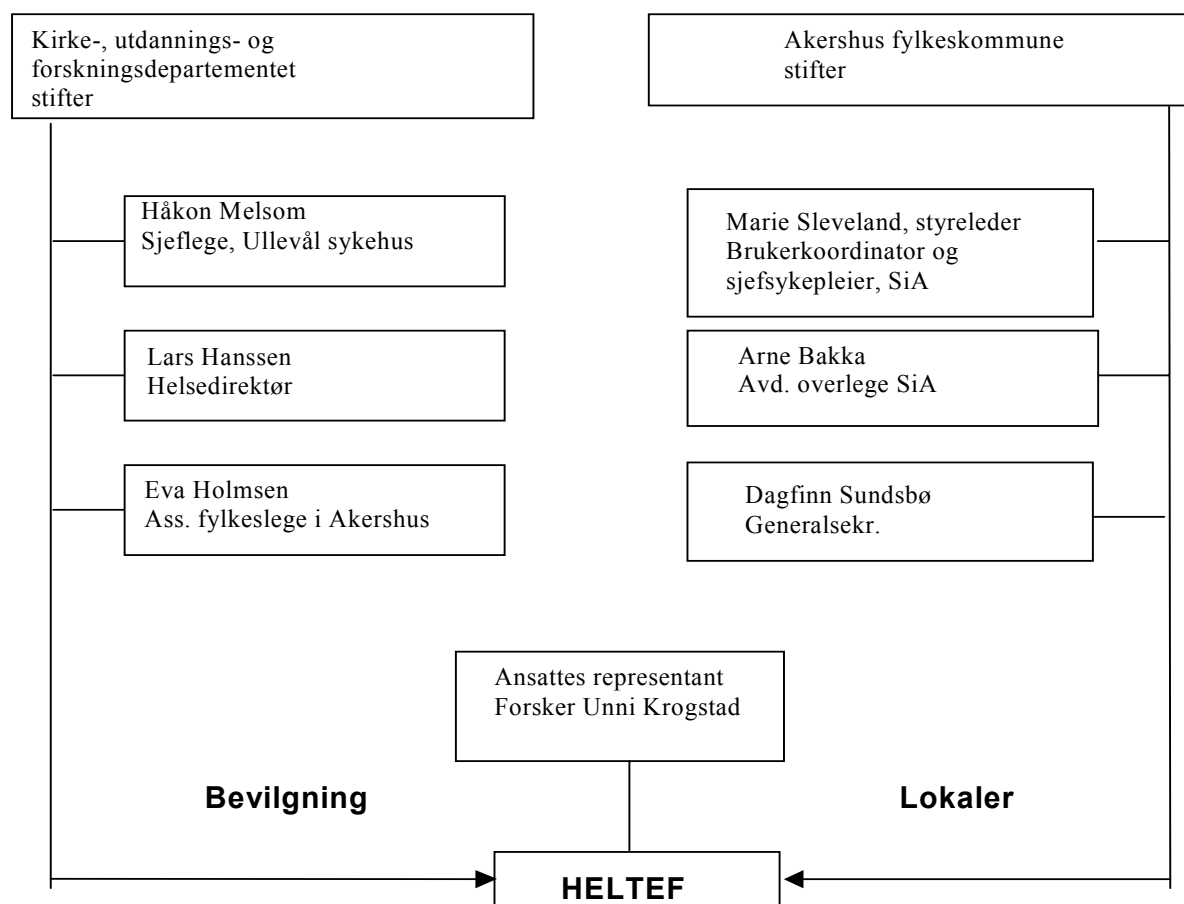 Kirke-, utdannings- og
forskningsdepartementet
stifter
Akershus fylkeskommune
stifter
Håkon Melsom
Sjeflege, Ullevål sykehus
Marie Sleveland, styreleder
Brukerkoordinator og
sjefsykepleier, SiA
Lars Hanssen
Helsedirektør
Arne Bakka
Avd. overlege SiA
Eva Holmsen
Ass. fylkeslege i Akershus
Dagfinn Sundsbø
Generalsekr.
Ansattes representant
Forsker Unni Krogstad
Bevilgning
Lokaler
HELTEF